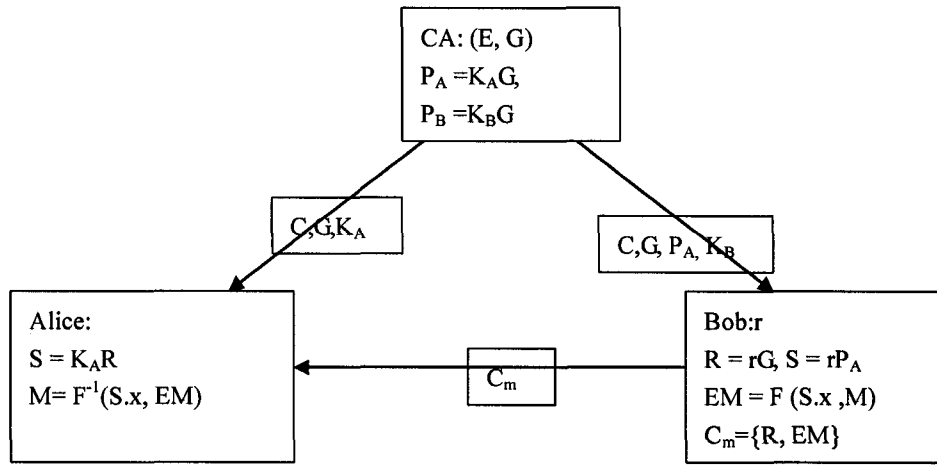 CA: (E, G)
P_A =K_AG,
P_B =K_BG
C,G,K_A
C,G, P_A, K_B
Alice:
S = K_AR
M= F^-1(S.x, EM)
C_m
Bob:r
R = rG, S = rP_A
EM = F (S.x ,M)
C_m={R, EM}